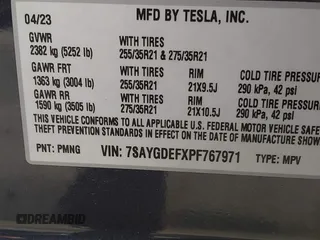 04/23 MFD BY TESLA, INC.
GVWR WITH TIRES
2382 kg (5252 lb) 255/35R21 & 275/35R21
GAWR FRT WITH TIRES RIM COLD TIRE PRESSUR
1363 kg (3004 lb) 255/35R21 21X9.5J 290 kPa, 42 psi
GAWR RR WITH TIRES RIM COLD TIRE PRESSU
1590 kg (3505 lb) 275/35R21 21X10.5J 290 kPa, 42 psi
THIS VEHICLE CONFORMS TO ALL APPLICABLE U.S. FEDERAL MOTOR VEHICLE SAFETY
THEFT PREVENTION STANDARDS IN EFFECT ON THE DATE OF MANUFACTURE SHOW
PNT: PMNG VIN: 7SAYGDEFXPF767971 TYPE: MPV
DREAMBID